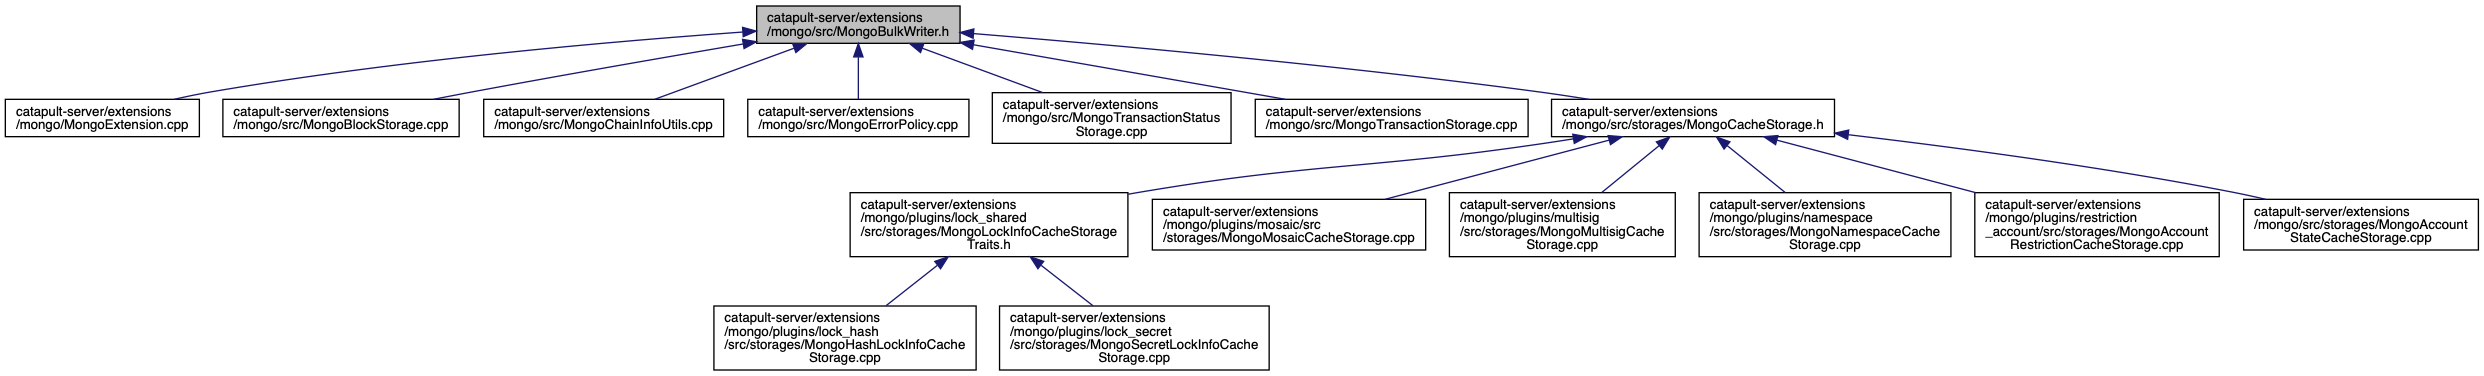 catapult-server/extensions
/mongo/src/MongoBulkWriter.h
catapult-server/extensions
/mongo/MongoExtension.cpp
catapult-server/extensions
/mongo/src/MongoBlockStorage.cpp
catapult-server/extensions
/mongo/src/MongoChainInfoUtils.cpp
catapult-server/extensions
/mongo/src/MongoErrorPolicy.cpp
catapult-server/extensions
/mongo/src/MongoTransactionStatus
Storage.cpp
catapult-server/extensions
/mongo/src/MongoTransactionStorage.cpp
catapult-server/extensions
/mongo/src/storages/MongoCacheStorage.h
catapult-server/extensions
/mongo/plugins/lock_shared
/src/storages/MongoLockInfoCacheStorage
Traits.h
catapult-server/extensions
/mongo/plugins/mosaic/src
/storages/MongoMosaicCacheStorage.cpp
catapult-server/extensions
/mongo/plugins/multisig
/src/storages/MongoMultisigCache
Storage.cpp
catapult-server/extensions
/mongo/plugins/namespace
/src/storages/MongoNamespaceCache
Storage.cpp
catapult-server/extensions
/mongo/plugins/restriction
_account/src/storages/MongoAccount
RestrictionCacheStorage.cpp
catapult-server/extensions
/mongo/src/storages/MongoAccount
StateCacheStorage.cpp
catapult-server/extensions
/mongo/plugins/lock_hash
/src/storages/MongoHashLockInfoCache
Storage.cpp
catapult-server/extensions
/mongo/plugins/lock_secret
/src/storages/MongoSecretLockInfoCache
Storage.cpp